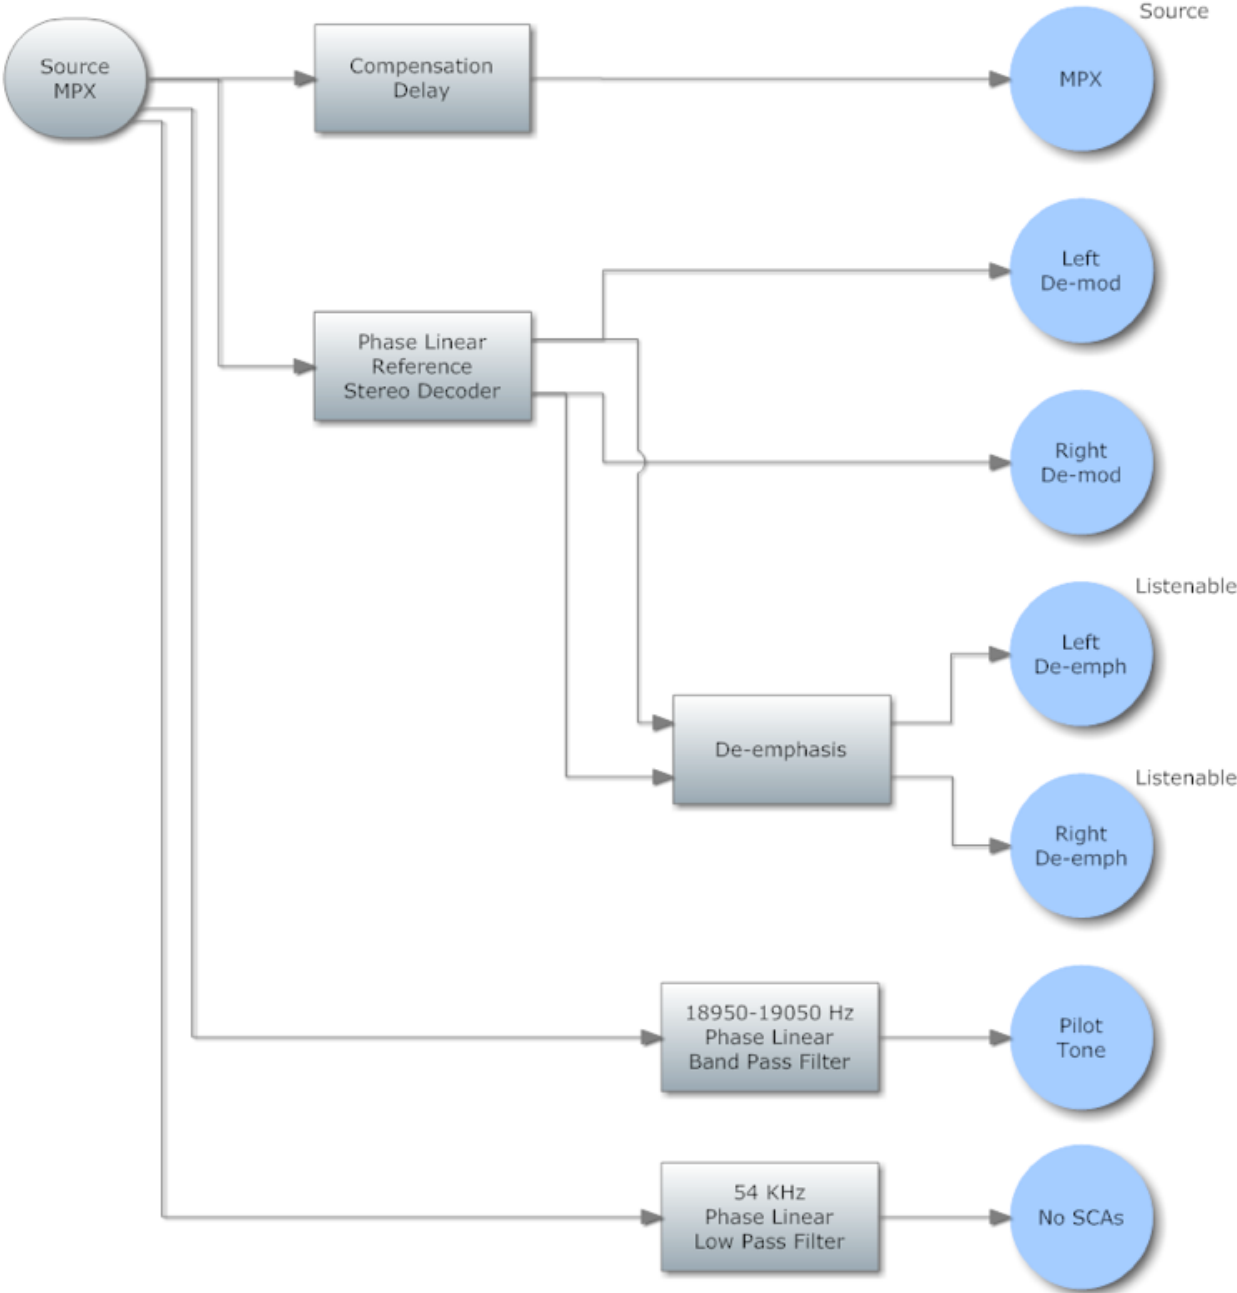 Source
Source
MPX
Compensation
Delay
MPX
Left
De-mod
Phase Linear
Reference
Stereo Decoder
Right
De-mod
Listenable
Left
De-emph
De-emphasis
Listenable
Right
De-emph
18950-19050 Hz
Phase Linear
Band Pass Filter
Pilot
Tone
54 KHz
Phase Linear
Low Pass Filter
No SCAs